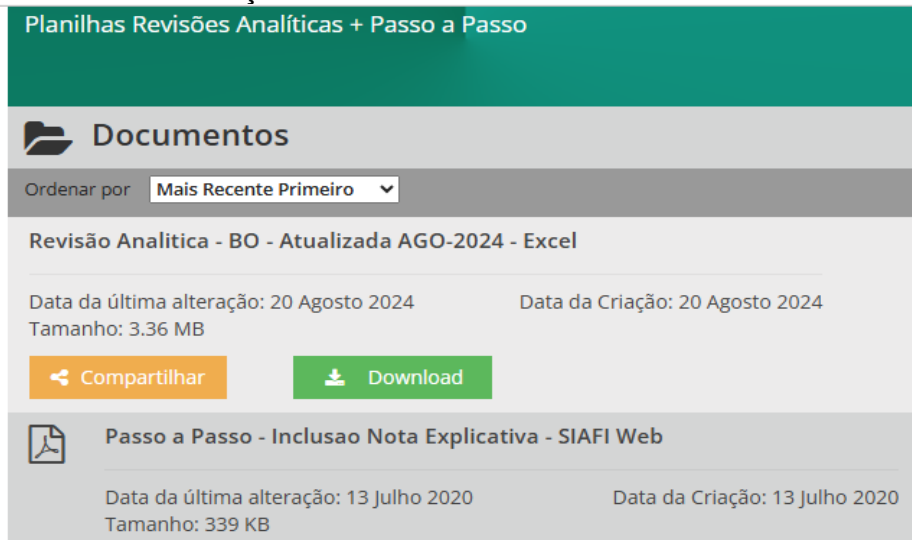 Planilhas Revisões Analíticas + Passo a Passo
Documentos
Ordenar por Mais Recente Primeiro
Revisão Analitica - BO - Atualizada AGO-2024 - Excel
Data da última alteração: 20 Agosto 2024 Data da Criação: 20 Agosto 2024
Tamanho: 3.36 MB
Compartilhar Download
Passo a Passo - Inclusao Nota Explicativa - SIAFI Web
Data da última alteração: 13 Julho 2020 Data da Criação: 13 Julho 2020
Tamanho: 339 KB